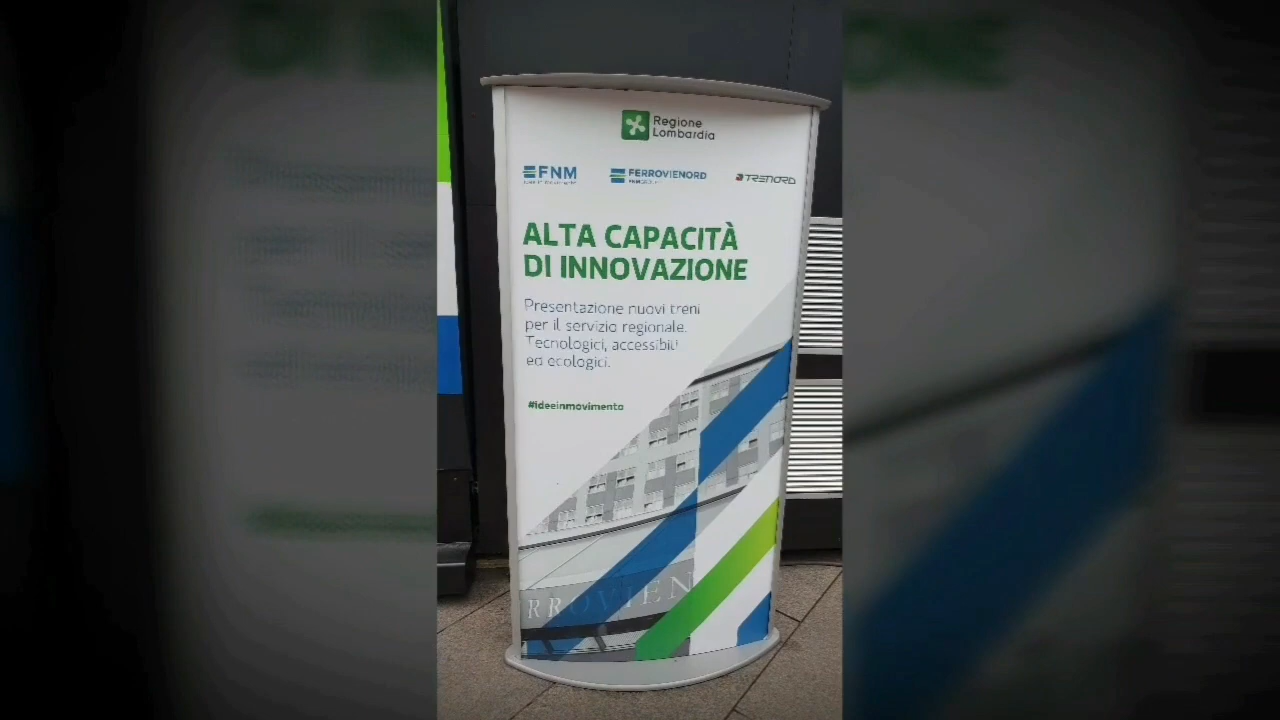 Regione
Lombardia
FNM
FERROVIENORD
TRENORD
ALTA CAPACITÀ
DI INNOVAZIONE
Presentazione nuovi treni
per il servizio regionale.
Tecnologici, accessibili
ed ecologici.
#ideeinmovimento
RROVIEN